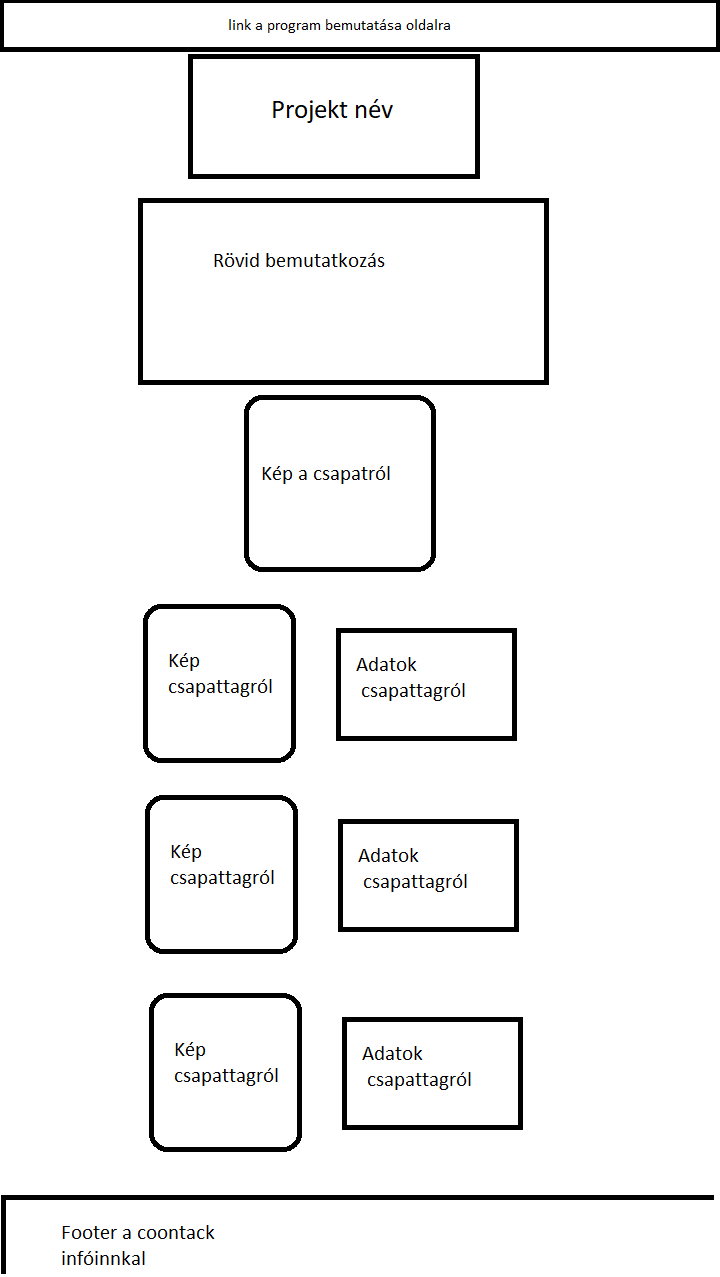 link a program bemutatása oldalra
Projekt név
Rövid bemutatkozás
Kép a csapatról
Kép
csapattagról
Adatok
csapattagról
Kép
csapattagról
Adatok
csapattagról
Kép
csapattagról
Adatok
csapattagról
Footer a coontack
infóinnkal